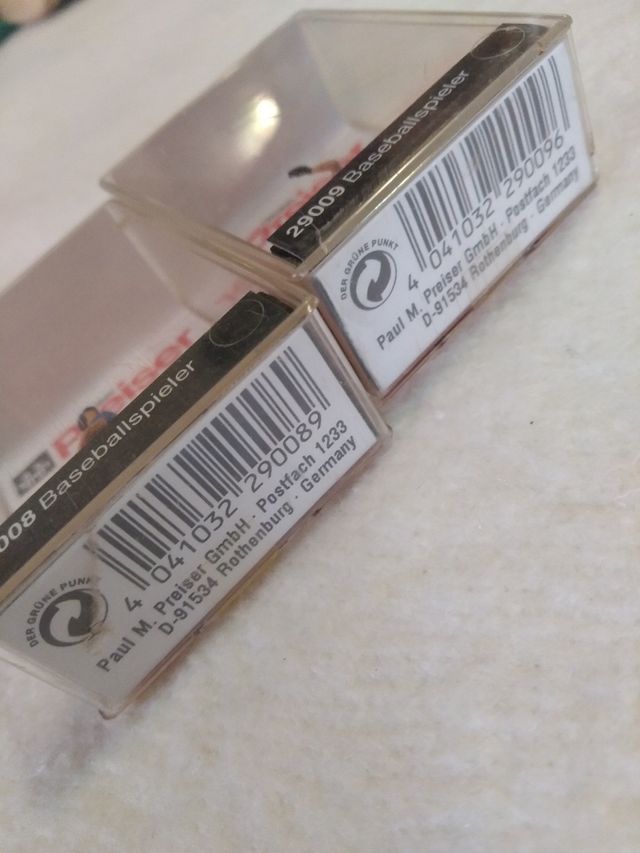 29009 Baseballspieler
DER GRÜNE PUNKT
4 041032 290096
Paul M. Preiser GmbH · Postfach 1233
D-91534 Rothenburg · Germany
Preiser
008 Baseballspieler
DER GRÜNE PUNKT
4 041032 290089
Paul M. Preiser GmbH · Postfach 1233
D-91534 Rothenburg · Germany